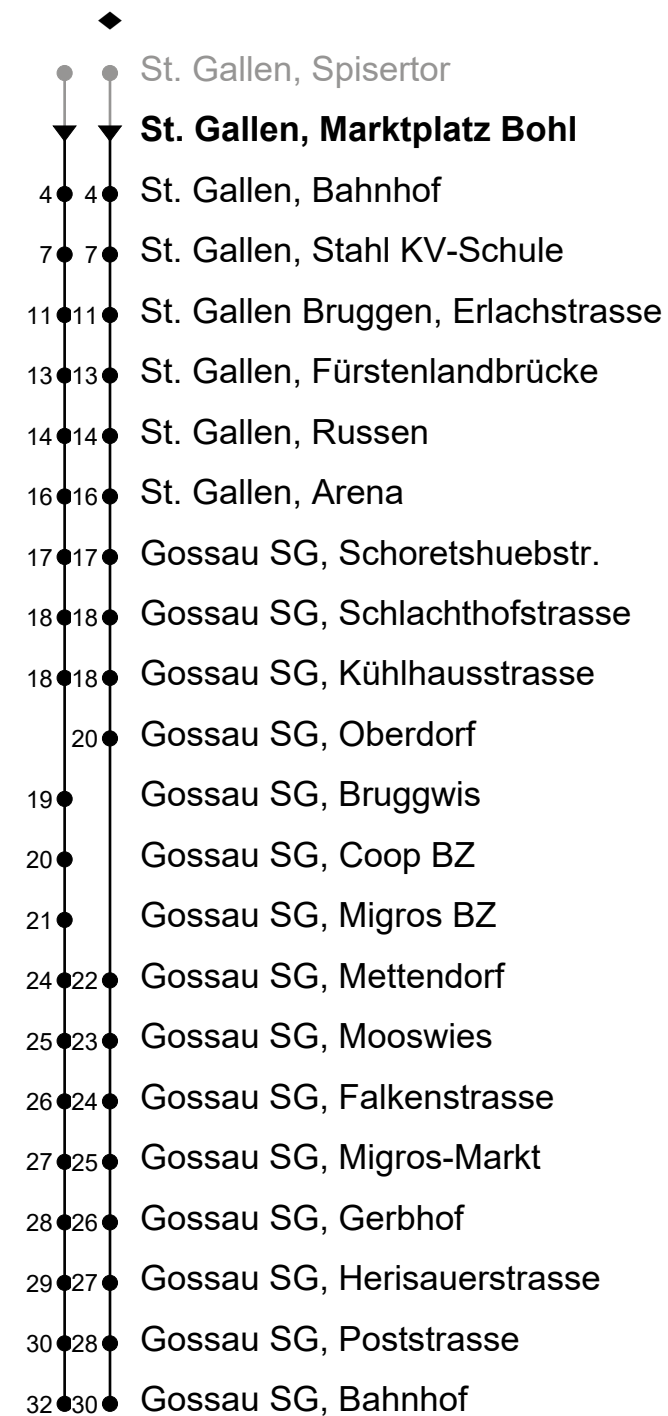 St. Gallen, Spisertor
St. Gallen, Marktplatz Bohl
4 4 St. Gallen, Bahnhof
7 7 St. Gallen, Stahl KV-Schule
11 11 St. Gallen Bruggen, Erlachstrasse
13 13 St. Gallen, Fürstenlandbrücke
14 14 St. Gallen, Russen
16 16 St. Gallen, Arena
17 17 Gossau SG, Schoretshuebstr.
18 18 Gossau SG, Schlachthofstrasse
18 18 Gossau SG, Kühlhausstrasse
20 Gossau SG, Oberdorf
19 Gossau SG, Bruggwis
20 Gossau SG, Coop BZ
21 Gossau SG, Migros BZ
24 22 Gossau SG, Mettendorf
25 23 Gossau SG, Mooswies
26 24 Gossau SG, Falkenstrasse
27 25 Gossau SG, Migros-Markt
28 26 Gossau SG, Gerbhof
29 27 Gossau SG, Herisauerstrasse
30 28 Gossau SG, Poststrasse
32 30 Gossau SG, Bahnhof